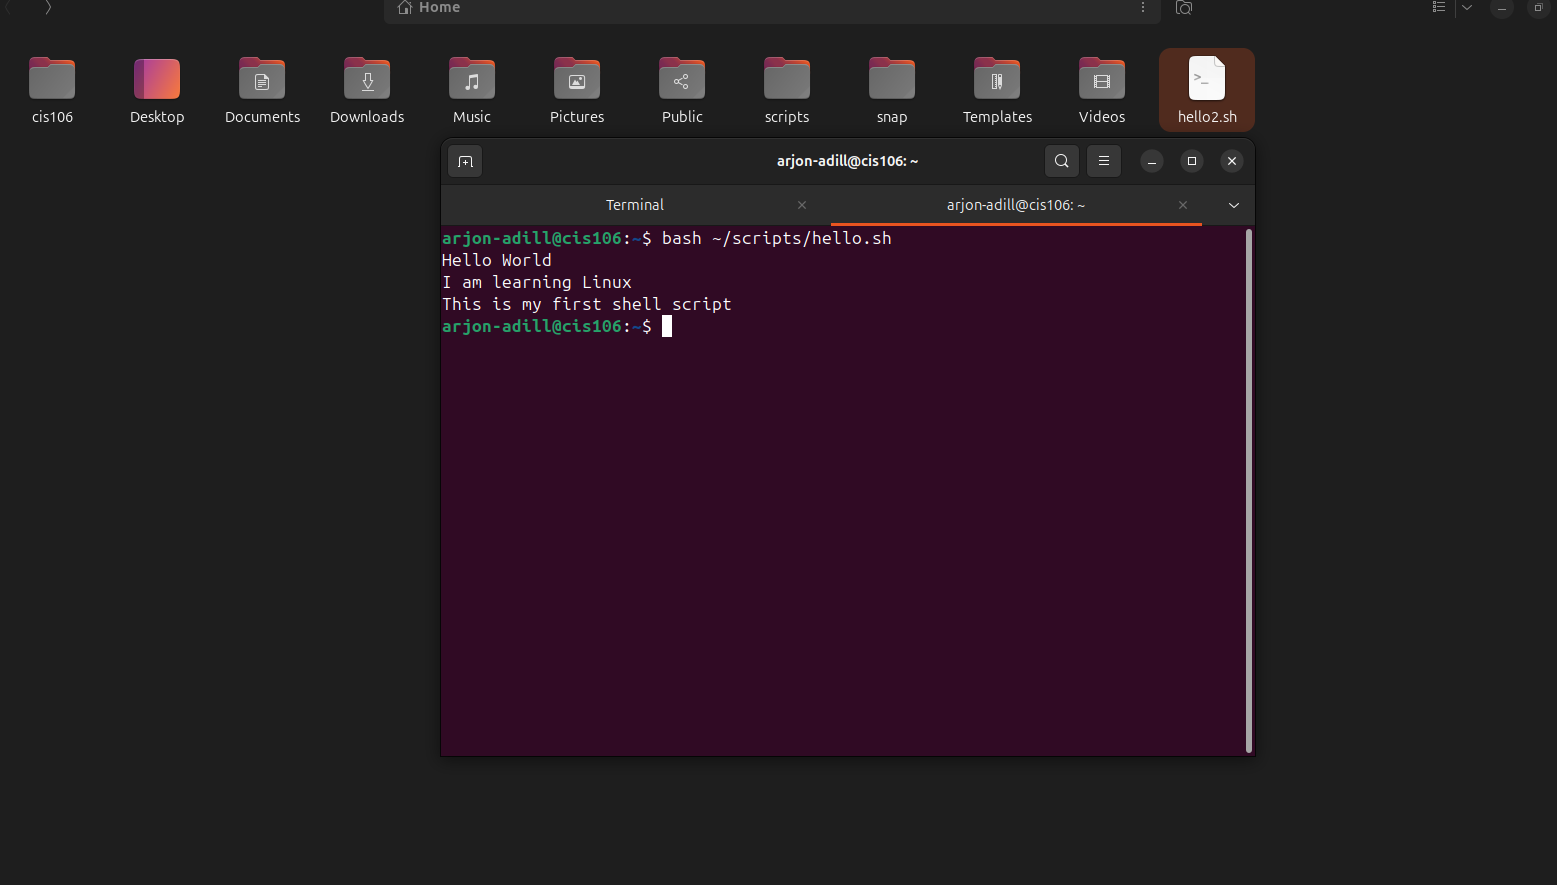 Home
cis106
Desktop
Documents
Downloads
Music
Pictures
Public
scripts
snap
Templates
Videos
hello2.sh
arjon-adill@cis106: ~
Terminal
arjon-adill@cis106: ~
arjon-adill@cis106:~$ bash ~/scripts/hello.sh
Hello World
I am learning Linux
This is my first shell script
arjon-adill@cis106:~$